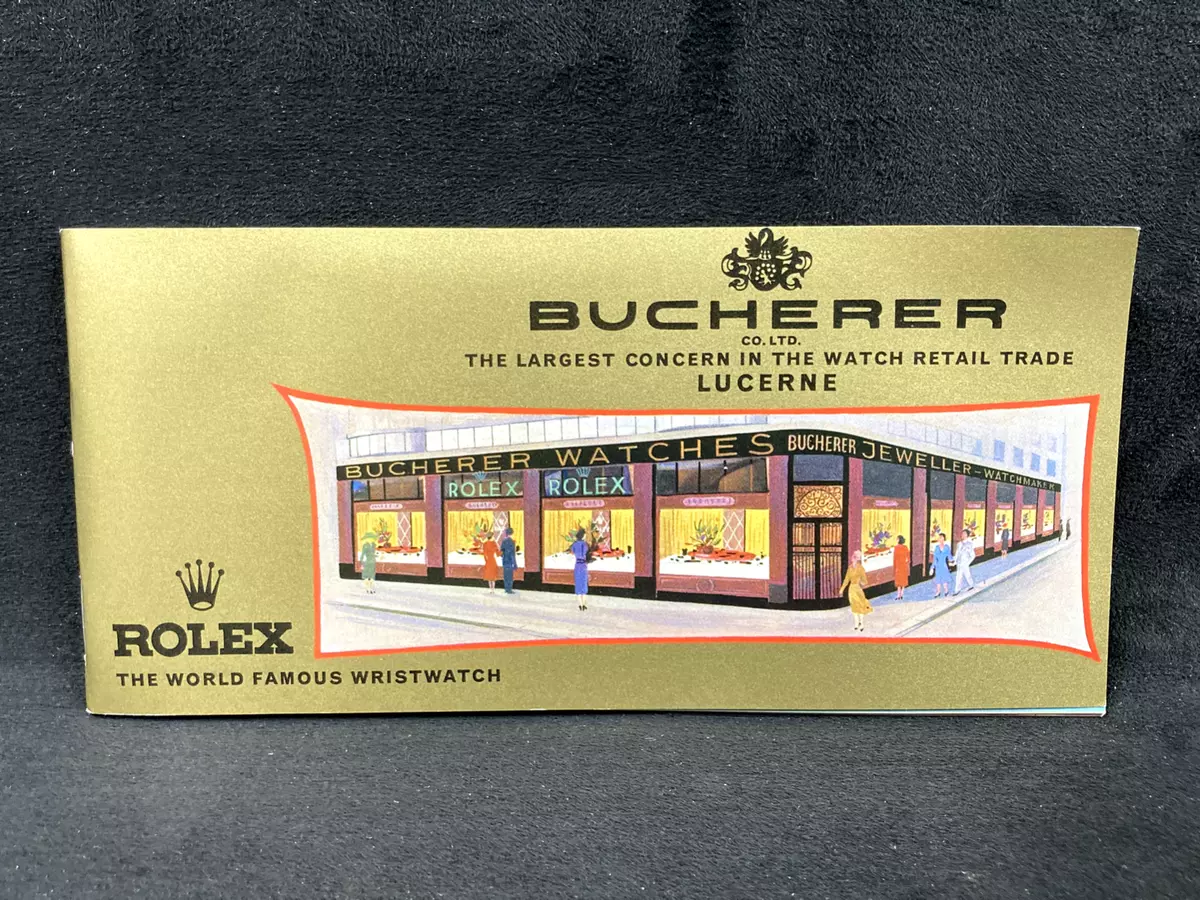 BUCHERER
CO. LTD.
THE LARGEST CONCERN IN THE WATCH RETAIL TRADE
LUCERNE
BUCHERER WATCHES BUCHERER JEWELLER-WATCHMAKER
ROLEX ROLEX
ROLEX
THE WORLD FAMOUS WRISTWATCH